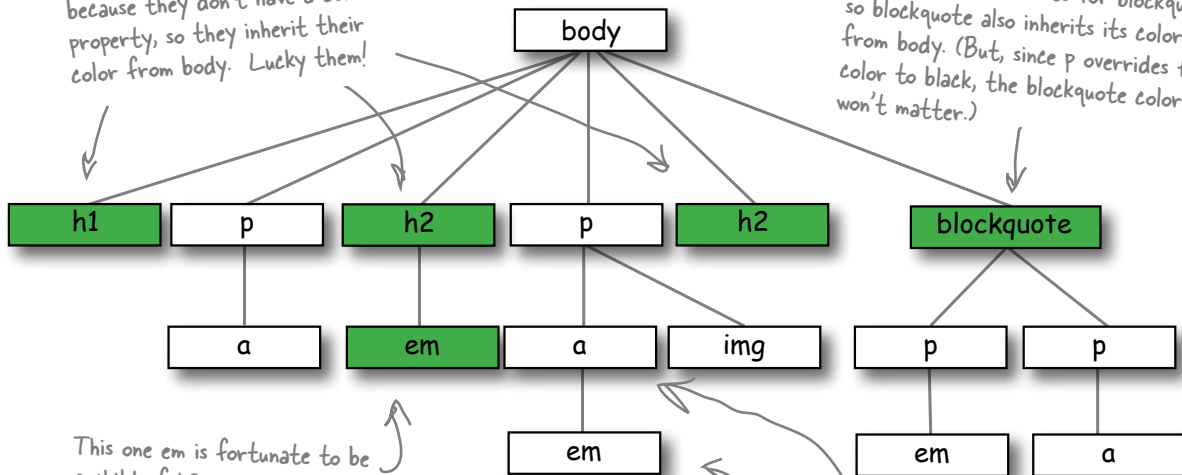 because they don't have a
property, so they inherit their
color from body. Lucky them!
body
for
so blockquote also inherits its color
from body. (But, since p overrides
color to black, the blockquote color
won't matter.)
h1
p
h2
p
h2
blockquote
a
em
a
img
p
p
This one em is fortunate to be
em
em
a